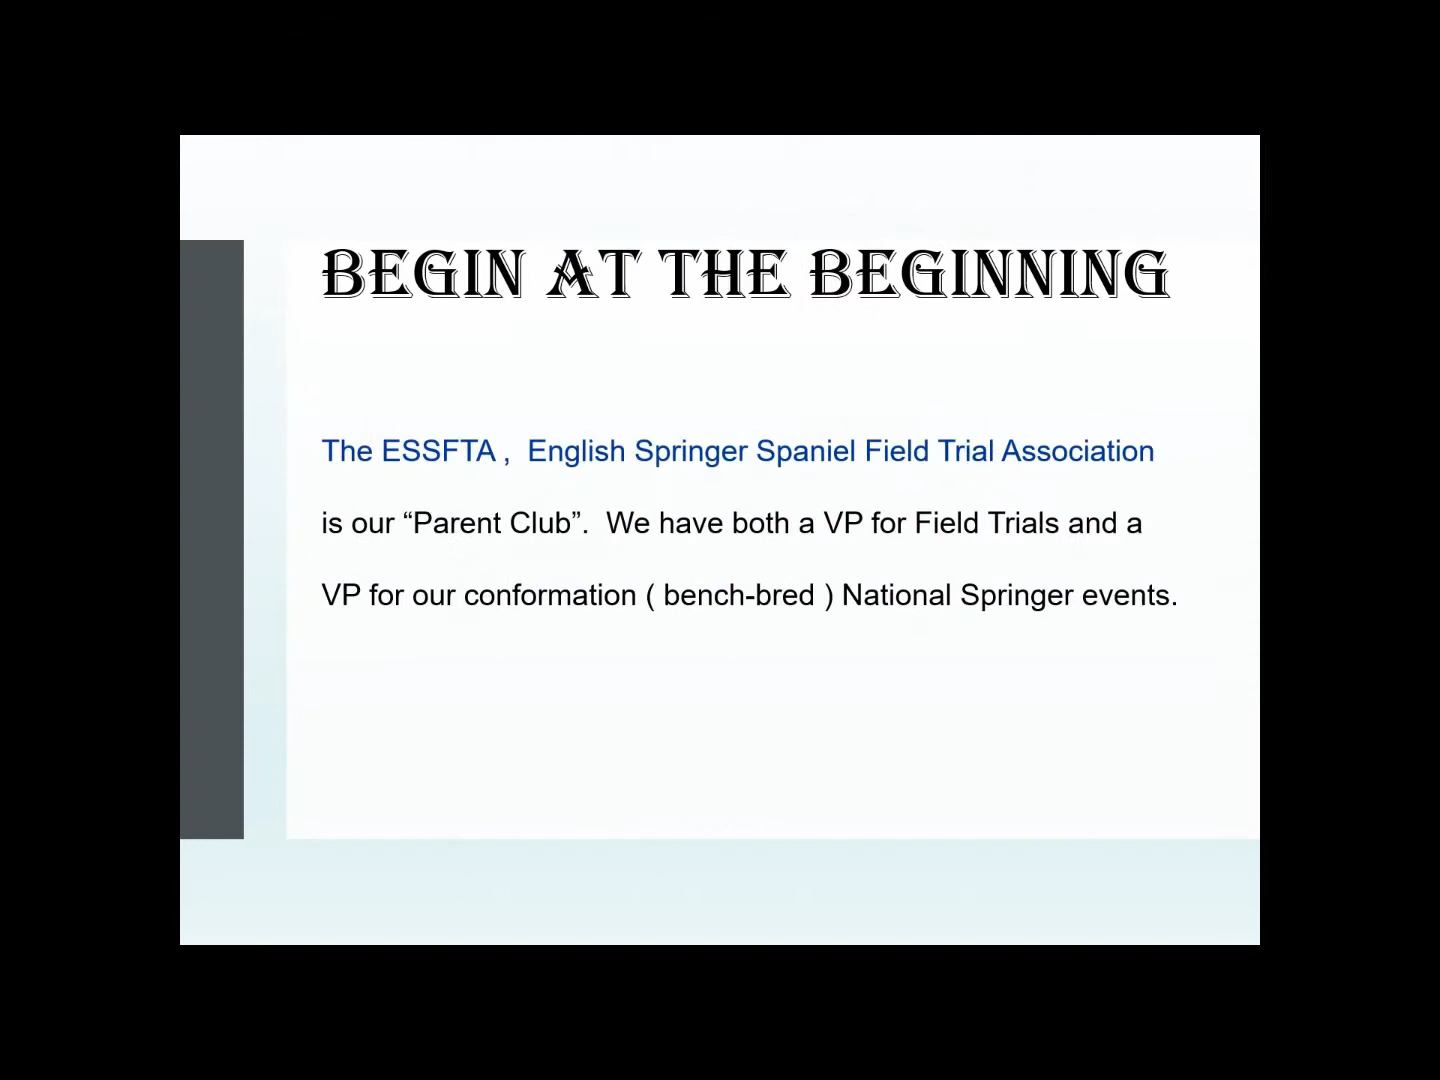 BEGIN AT THE BEGINNING
The ESSFTA ,  English Springer Spaniel Field Trial Association
is our “Parent Club”.  We have both a VP for Field Trials and a
VP for our conformation ( bench-bred ) National Springer events.